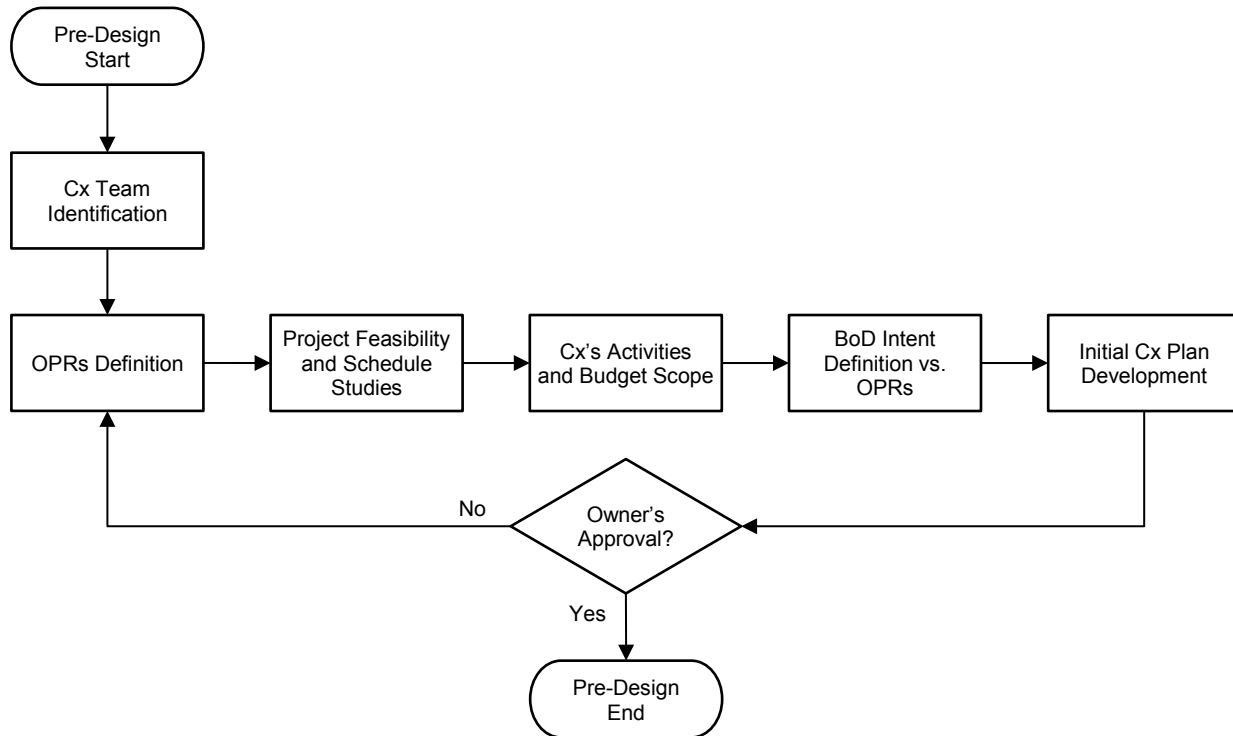 Pre-Design
Start
Cx Team
Identification
OPRs Definition
Project Feasibility
and Schedule
Studies
Cx's Activities
and Budget Scope
BoD Intent
Definition vs.
OPRs
Initial Cx Plan
Development
No
Owner's
Approval?
Yes
Pre-Design
End